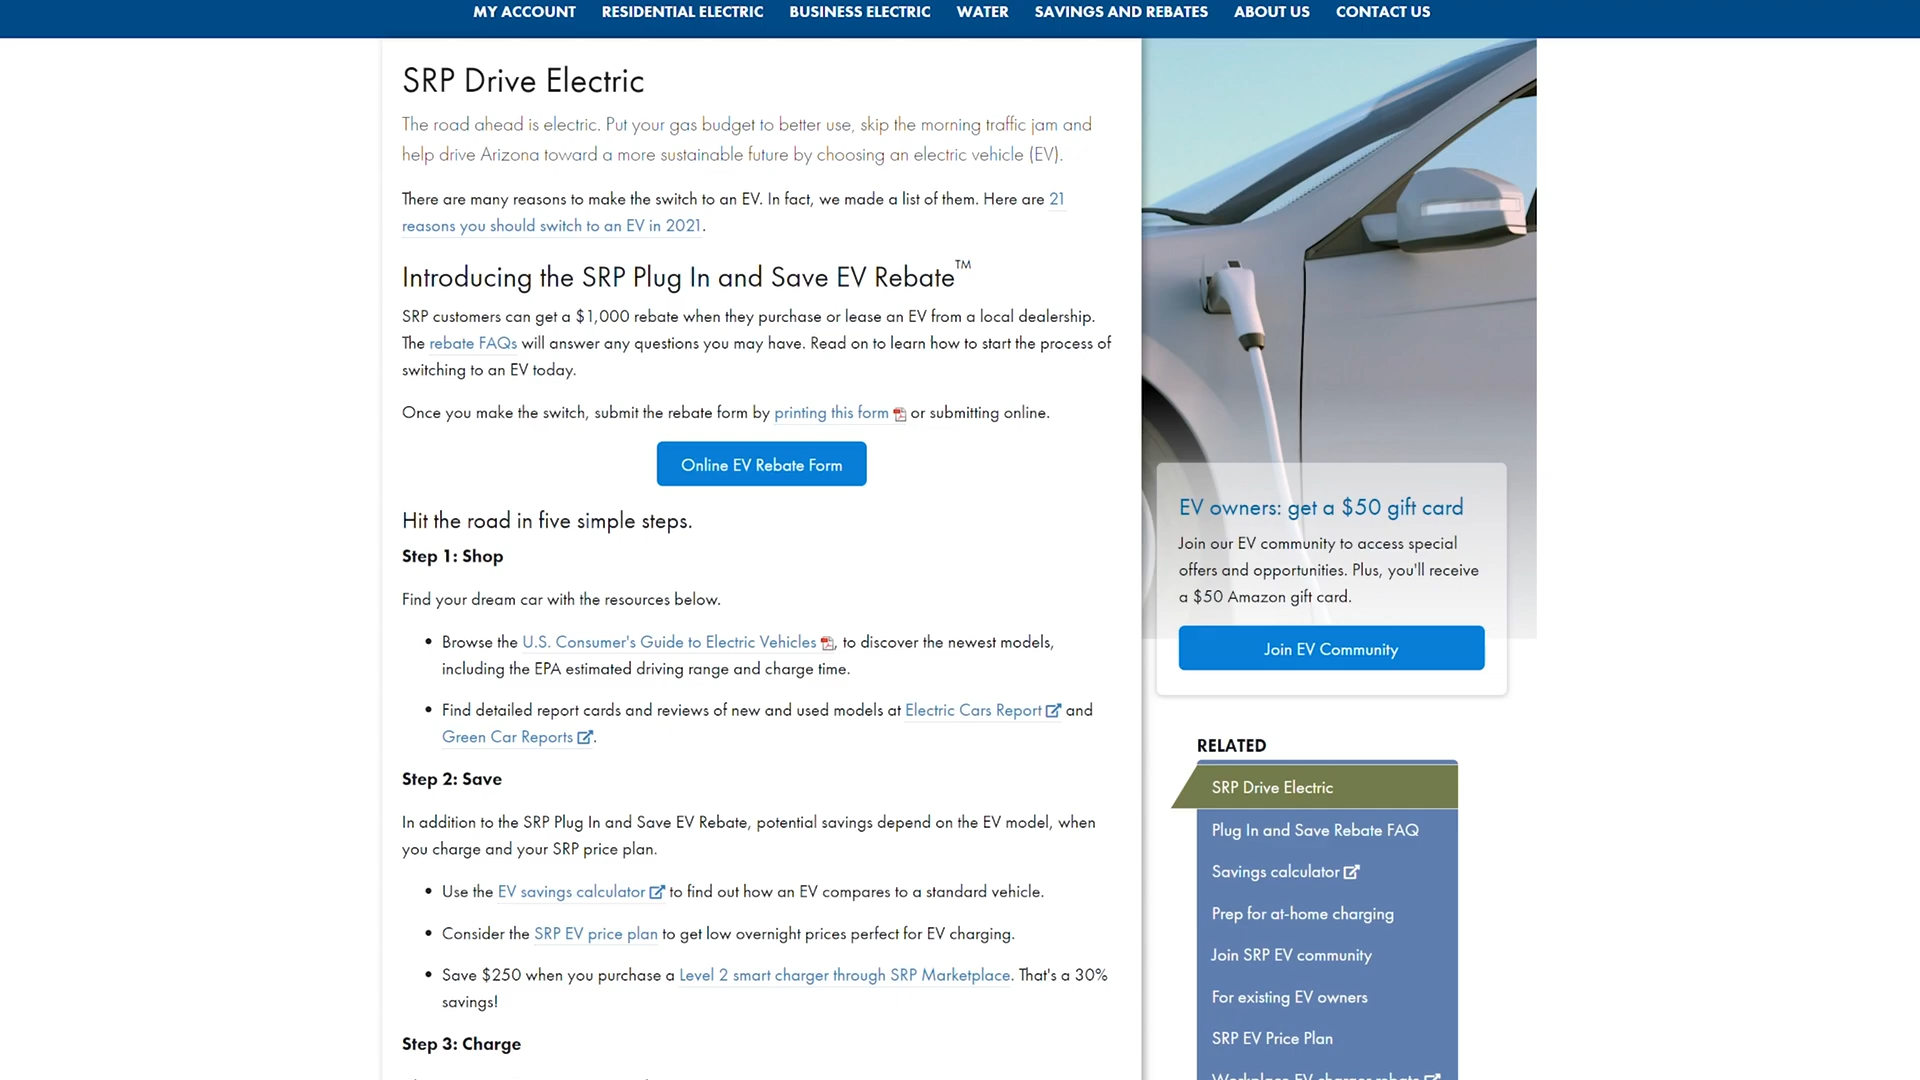 MY ACCOUNT RESIDENTIAL ELECTRIC BUSINESS ELECTRIC WATER SAVINGS AND REBATES ABOUT US CONTACT US
SRP Drive Electric
The road ahead is electric. Put your gas budget to better use, skip the morning traffic jam and
help drive Arizona toward a more sustainable future by choosing an electric vehicle (EV).
There are many reasons to make the switch to an EV. In fact, we made a list of them. Here are 21
reasons you should switch to an EV in 2021.
Introducing the SRP Plug In and Save EV Rebate™
SRP customers can get a $1,000 rebate when they purchase or lease an EV from a local dealership.
The rebate FAQs will answer any questions you may have. Read on to learn how to start the process of
switching to an EV today.
Once you make the switch, submit the rebate form by printing this form or submitting online.
Online EV Rebate Form
Hit the road in five simple steps.
Step 1: Shop
Find your dream car with the resources below.
• Browse the U.S. Consumer's Guide to Electric Vehicles , to discover the newest models,
including the EPA estimated driving range and charge time.
• Find detailed report cards and reviews of new and used models at Electric Cars Report and
Green Car Reports .
Step 2: Save
In addition to the SRP Plug In and Save EV Rebate, potential savings depend on the EV model, when
you charge and your SRP price plan.
• Use the EV savings calculator to find out how an EV compares to a standard vehicle.
• Consider the SRP EV price plan to get low overnight prices perfect for EV charging.
• Save $250 when you purchase a Level 2 smart charger through SRP Marketplace. That's a 30%
savings!
Step 3: Charge
EV owners: get a $50 gift card
Join our EV community to access special
offers and opportunities. Plus, you'll receive
a $50 Amazon gift card.
Join EV Community
RELATED
SRP Drive Electric
Plug In and Save Rebate FAQ
Savings calculator
Prep for at-home charging
Join SRP EV community
For existing EV owners
SRP EV Price Plan
Workplace EV charger rebate